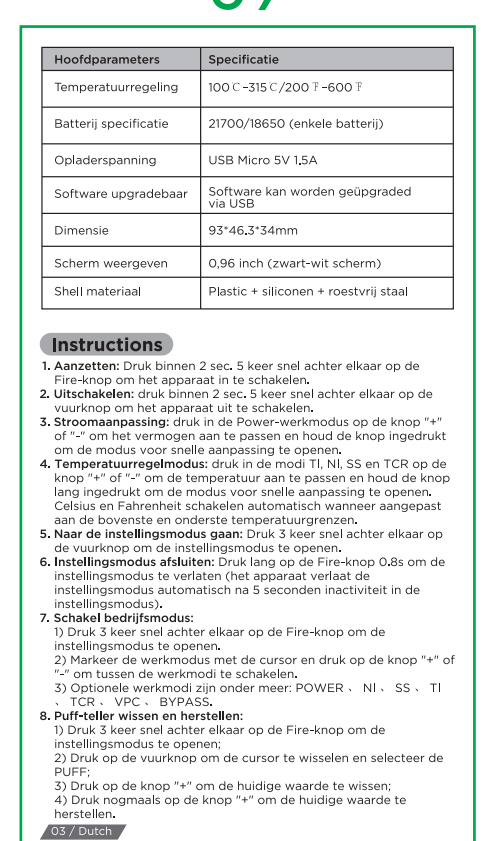 Hoofdparameters Specificatie
Temperatuurregeling 100℃-315℃/200℉-600℉
Batterij specificatie 21700/18650 (enkele batterij)
Opladerspanning USB Micro 5V 1.5A
Software upgradebaar Software kan worden geüpgraded
via USB
Dimensie 93*46.3*34mm
Scherm weergeven 0,96 inch (zwart-wit scherm)
Shell materiaal Plastic + siliconen + roestvrij staal
Instructions
1. Aanzetten: Druk binnen 2 sec. 5 keer snel achter elkaar op de
Fire-knop om het apparaat in te schakelen.
2. Uitschakelen: druk binnen 2 sec. 5 keer snel achter elkaar op de
vuurknop om het apparaat uit te schakelen.
3. Stroomaanpassing: druk in de Power-werkmodus op de knop "+"
of "-" om het vermogen aan te passen en houd de knop ingedrukt
om de modus voor snelle aanpassing te openen.
4. Temperatuurregelmodus: druk in de modi TI, NI, SS en TCR op de
knop "+" of "-" om de temperatuur aan te passen en houd de knop
lang ingedrukt om de modus voor snelle aanpassing te openen.
Celsius en Fahrenheit schakelen automatisch wanneer aangepast
aan de bovenste en onderste temperatuurgrenzen.
5. Naar de instellingsmodus gaan: Druk 3 keer snel achter elkaar op
de vuurknop om de instellingsmodus te openen.
6. Instellingsmodus afsluiten: Druk lang op de Fire-knop 0.8s om de
instellingsmodus te verlaten (het apparaat verlaat de
instellingsmodus automatisch na 5 seconden inactiviteit in de
instellingsmodus).
7. Schakel bedrijfsmodus:
1) Druk 3 keer snel achter elkaar op de Fire-knop om de
instellingsmodus te openen.
2) Markeer de werkmodus met de cursor en druk op de knop "+" of
"-" om tussen de werkmodi te schakelen.
3) Optionele werkmodi zijn onder meer: POWER 、 NI 、 SS 、 TI
、 TCR 、 VPC 、 BYPASS.
8. Puff-teller wissen en herstellen:
1) Druk 3 keer snel achter elkaar op de Fire-knop om de
instellingsmodus te openen;
2) Druk op de vuurknop om de cursor te wisselen en selecteer de
PUFF;
3) Druk op de knop "+" om de huidige waarde te wissen;
4) Druk nogmaals op de knop "+" om de huidige waarde te
herstellen.
03 / Dutch